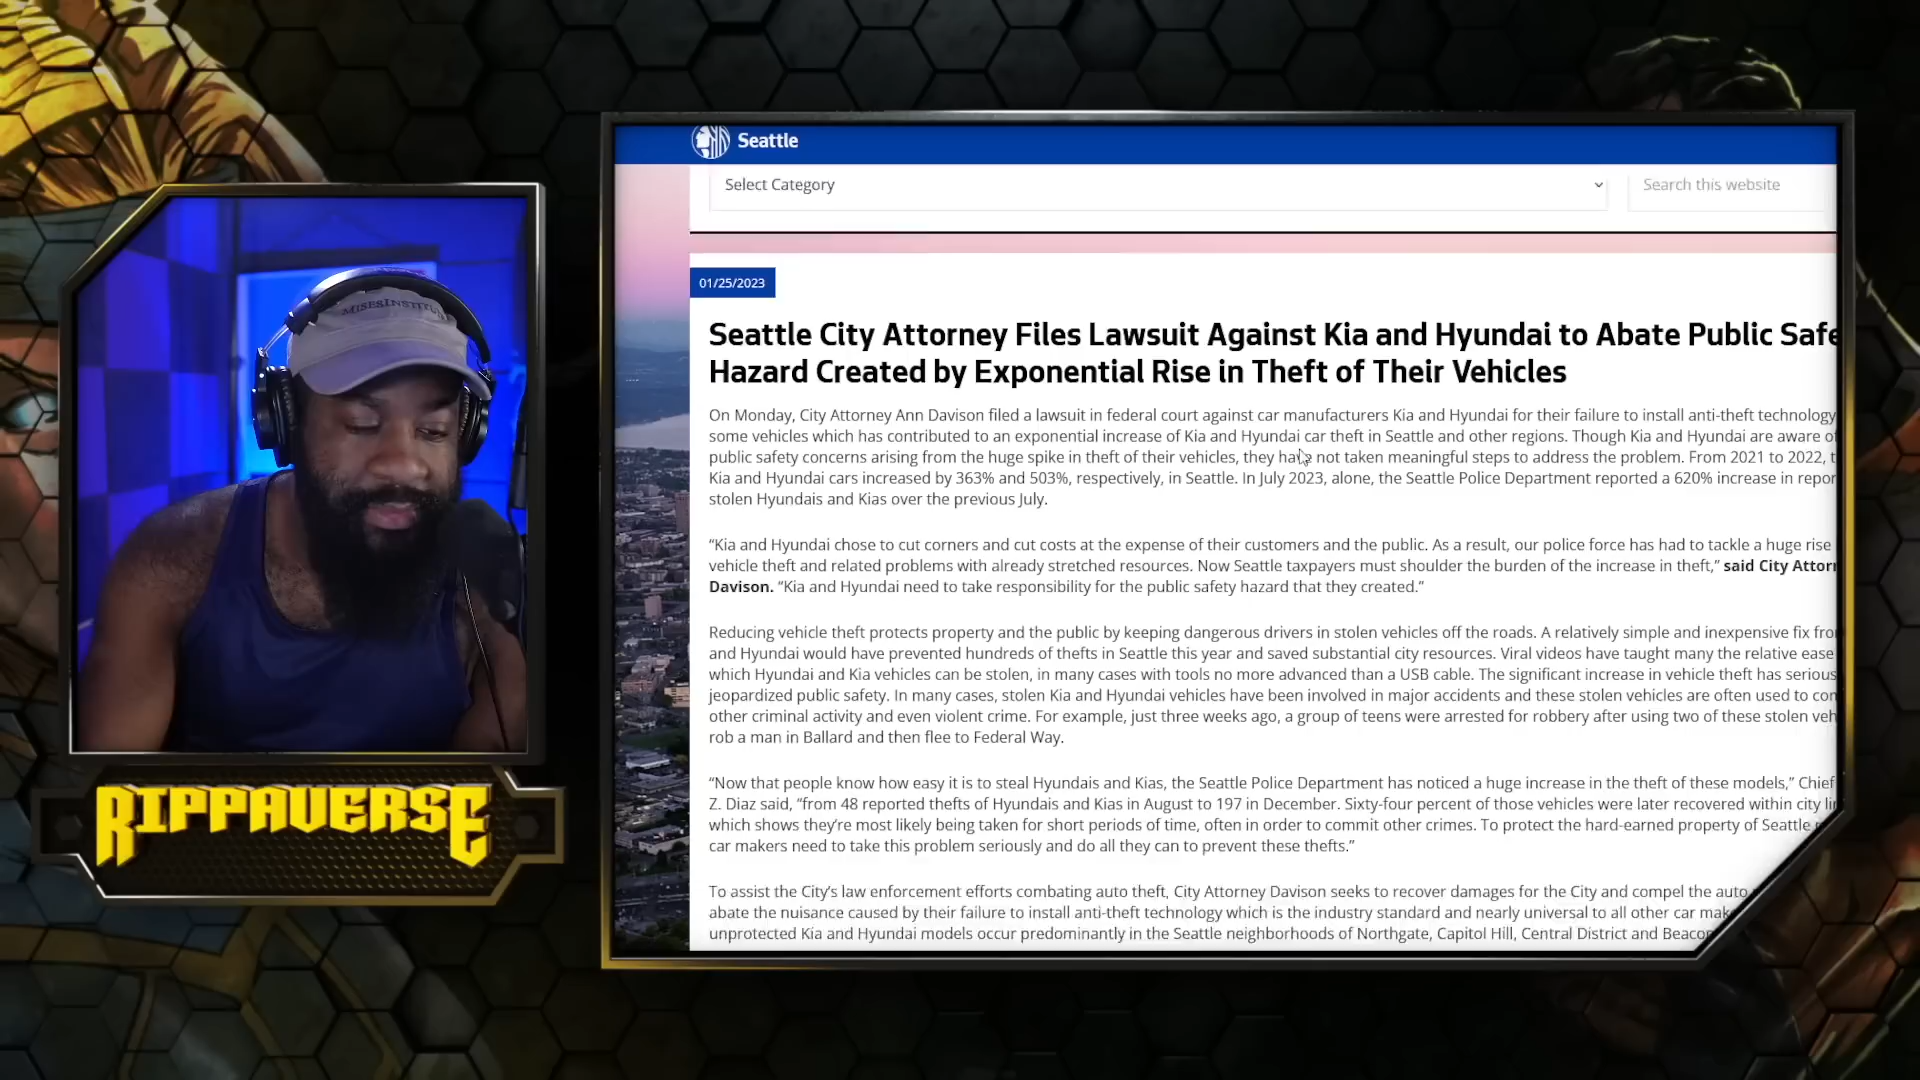 Seattle
Select Category
Search this website
01/25/2023
Seattle City Attorney Files Lawsuit Against Kia and Hyundai to Abate Public Safe
Hazard Created by Exponential Rise in Theft of Their Vehicles
On Monday, City Attorney Ann Davison filed a lawsuit in federal court against car manufacturers Kia and Hyundai for their failure to install anti-theft technology
some vehicles which has contributed to an exponential increase of Kia and Hyundai car theft in Seattle and other regions. Though Kia and Hyundai are aware of
public safety concerns arising from the huge spike in theft of their vehicles, they have not taken meaningful steps to address the problem. From 2021 to 2022, t
Kia and Hyundai cars increased by 363% and 503%, respectively, in Seattle. In July 2023, alone, the Seattle Police Department reported a 620% increase in repor
stolen Hyundais and Kias over the previous July.
“Kia and Hyundai chose to cut corners and cut costs at the expense of their customers and the public. As a result, our police force has had to tackle a huge rise
vehicle theft and related problems with already stretched resources. Now Seattle taxpayers must shoulder the burden of the increase in theft,” said City Attor
Davison. “Kia and Hyundai need to take responsibility for the public safety hazard that they created.”
Reducing vehicle theft protects property and the public by keeping dangerous drivers in stolen vehicles off the roads. A relatively simple and inexpensive fix fro
and Hyundai would have prevented hundreds of thefts in Seattle this year and saved substantial city resources. Viral videos have taught many the relative ease
which Hyundai and Kia vehicles can be stolen, in many cases with tools no more advanced than a USB cable. The significant increase in vehicle theft has serious
jeopardized public safety. In many cases, stolen Kia and Hyundai vehicles have been involved in major accidents and these stolen vehicles are often used to con
other criminal activity and even violent crime. For example, just three weeks ago, a group of teens were arrested for robbery after using two of these stolen veh
rob a man in Ballard and then flee to Federal Way.
“Now that people know how easy it is to steal Hyundais and Kias, the Seattle Police Department has noticed a huge increase in the theft of these models,” Chief
Z. Diaz said, “from 48 reported thefts of Hyundais and Kias in August to 197 in December. Sixty-four percent of those vehicles were later recovered within city li
which shows they’re most likely being taken for short periods of time, often in order to commit other crimes. To protect the hard-earned property of Seattle
car makers need to take this problem seriously and do all they can to prevent these thefts.”
To assist the City’s law enforcement efforts combating auto theft, City Attorney Davison seeks to recover damages for the City and compel the auto
abate the nuisance caused by their failure to install anti-theft technology which is the industry standard and nearly universal to all other car mak
unprotected Kia and Hyundai models occur predominantly in the Seattle neighborhoods of Northgate, Capitol Hill, Central District and Beacon
MISES INSTITUTE
RIPPAVERSE